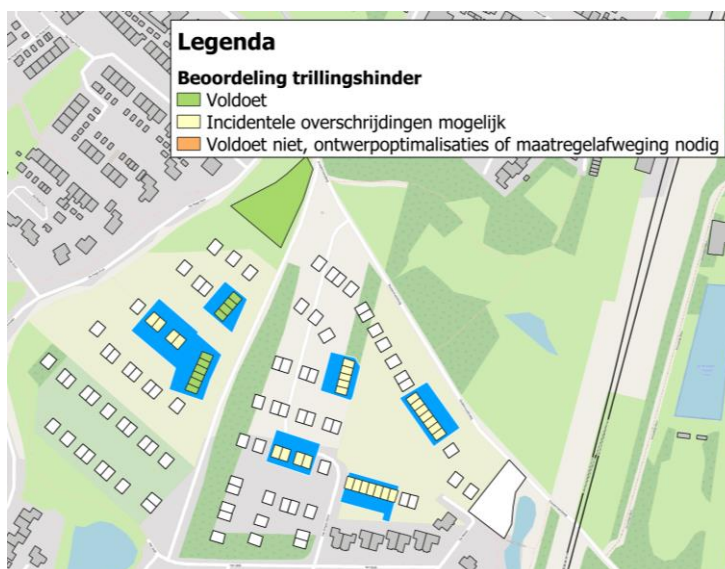 Legenda
Beoordeling trillingshinder
Voldoet
Incidentele overschrijdingen mogelijk
Voldoet niet, ontwerpoptimalisaties of maatregelafweging nodig